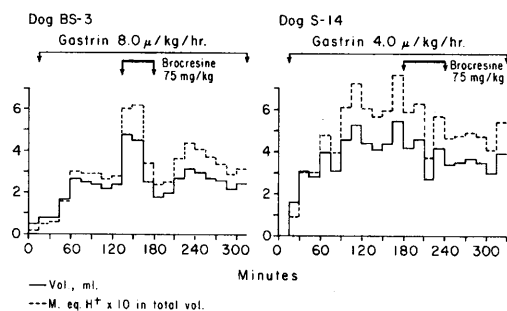 Dog BS-3
Gastrin 8.0 μ/kg/hr.
Brocresine
75 mg/kg
6
4
2
0
0 60 120 180 240 300
Dog S-14
Gastrin 4.0 μ/kg/hr.
Brocresine
75 mg/kg
6
4
2
0
0 60 120 180 240 300
Minutes
Vol, ml.
M. eq. H+ x 10 in total vol.